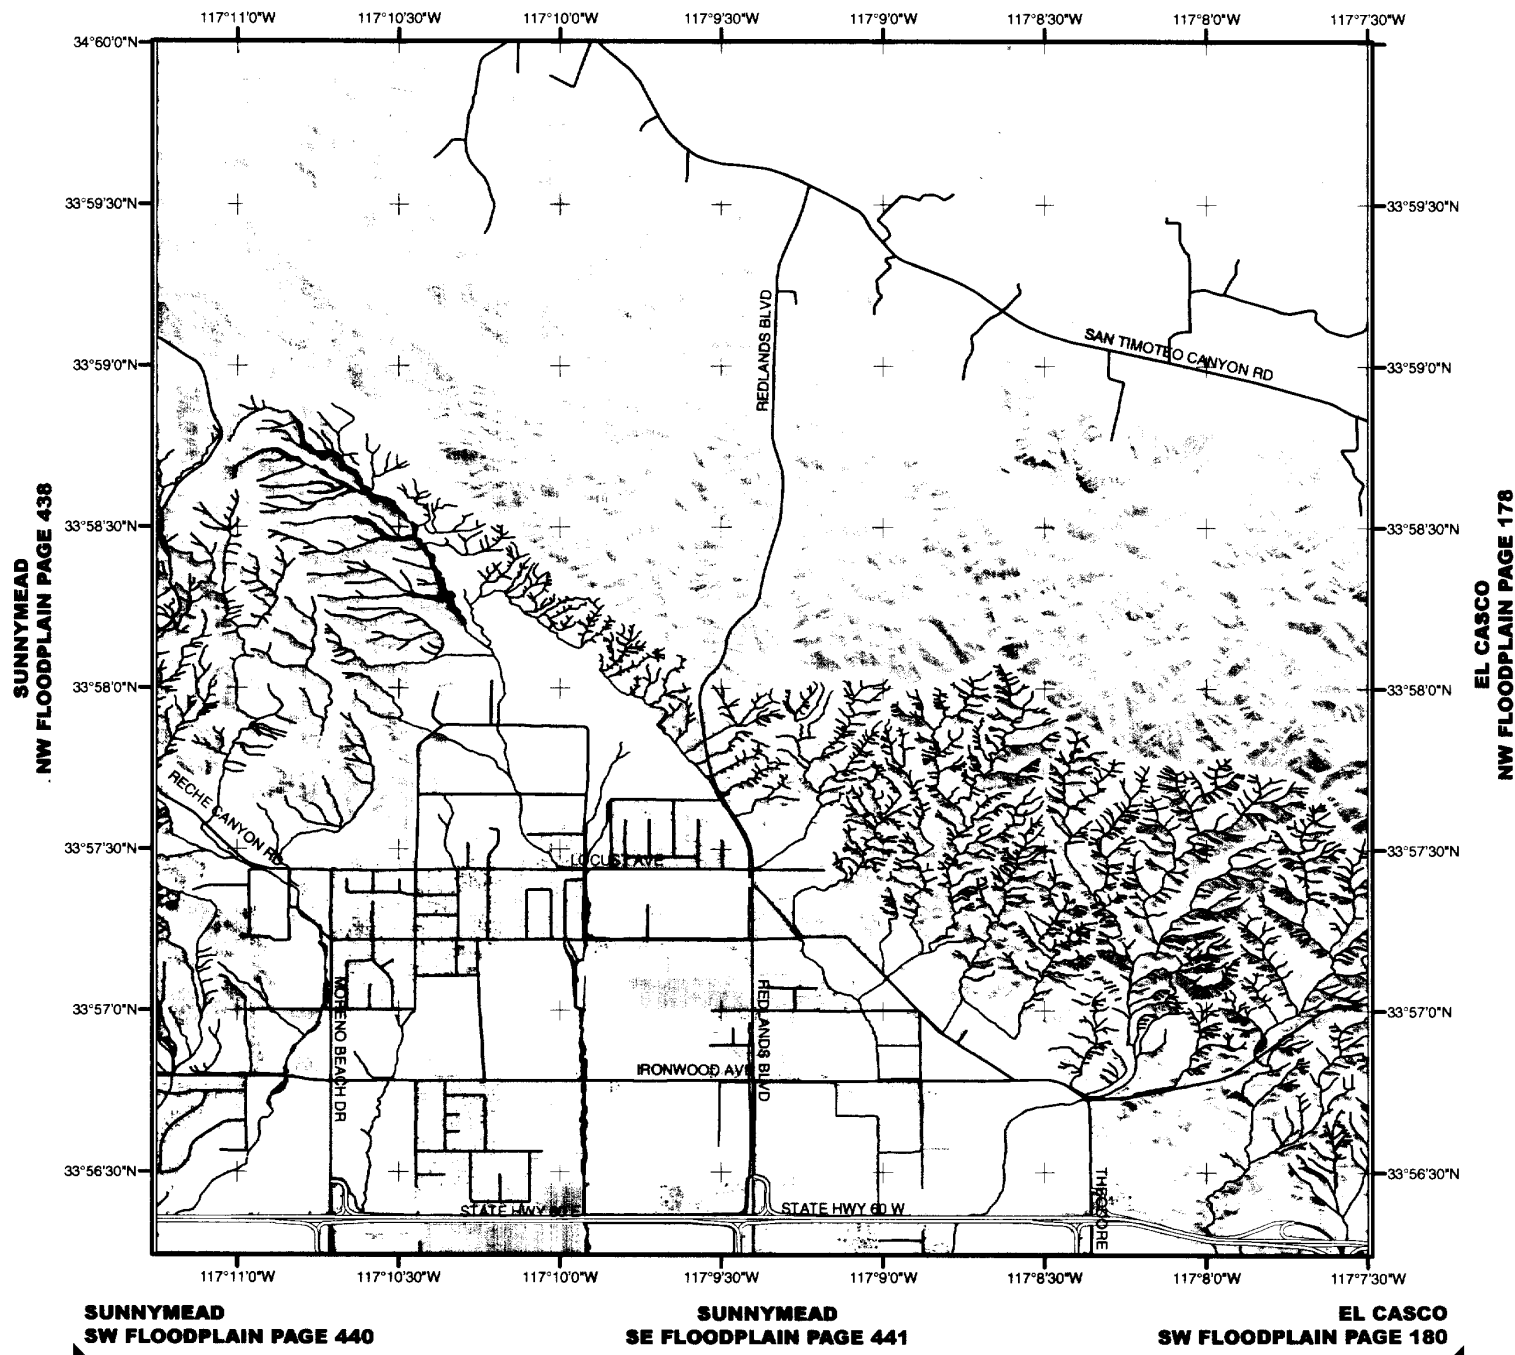 117°11'0"W 117°10'30"W 117°10'0"W 117°9'30"W 117°9'0"W 117°8'30"W 117°8'0"W 117°7'30"W
34°60'0"N
33°59'30"N 33°59'30"N
REDLANDS BLVD
SAN TIMOTEO CANYON RD
33°59'0"N 33°59'0"N
SUNNYMEAD
NW FLOODPLAIN PAGE 438
EL CASCO
NW FLOODPLAIN PAGE 178
33°58'30"N 33°58'30"N
33°58'0"N 33°58'0"N
RECHE CANYON RD
33°57'30"N 33°57'30"N
LOCUST AVE
MORENO BEACH DR
REDLANDS BLVD
33°57'0"N 33°57'0"N
IRONWOOD AVE
33°56'30"N 33°56'30"N
STATE HWY 60 E
STATE HWY 60 W
117°11'0"W 117°10'30"W 117°10'0"W 117°9'30"W 117°9'0"W 117°8'30"W 117°8'0"W 117°7'30"W
SUNNYMEAD
SW FLOODPLAIN PAGE 440
SUNNYMEAD
SE FLOODPLAIN PAGE 441
EL CASCO
SW FLOODPLAIN PAGE 180